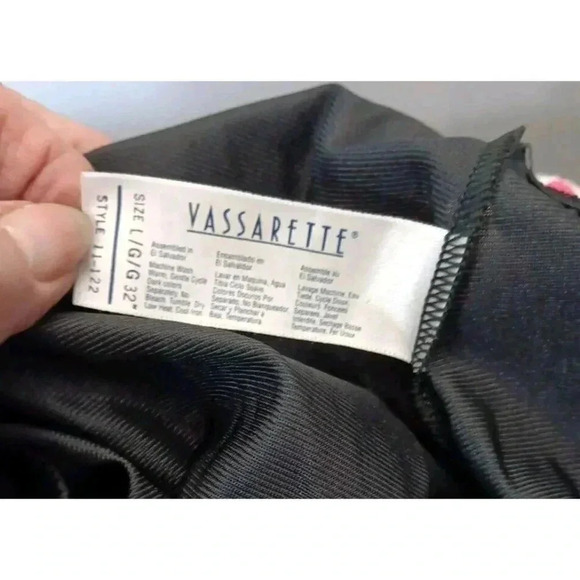 VASSARETTE®
SIZE L/G/G 32"
STYLE 11-122
Assembled in
El Salvador
Machine Wash
Warm, Gentle Cycle
Dark colors
Separately. No
Bleach. Tumble Dry
Low Heat. Cool Iron
Ensamblado en
El Salvador
Lavar en Maquina, Agua
Tibia Ciclo Suave
Colores Oscuros Por
Separado, No Blanqueador.
Secar y Planchar a
Baja Temperatura
Assemblé au
El Salvador
Lavage Machine, Eau
Cycle Doux
Couleurs Foncées
Séparées. Javel
Interdite. Séchage
Température. Fer Doux